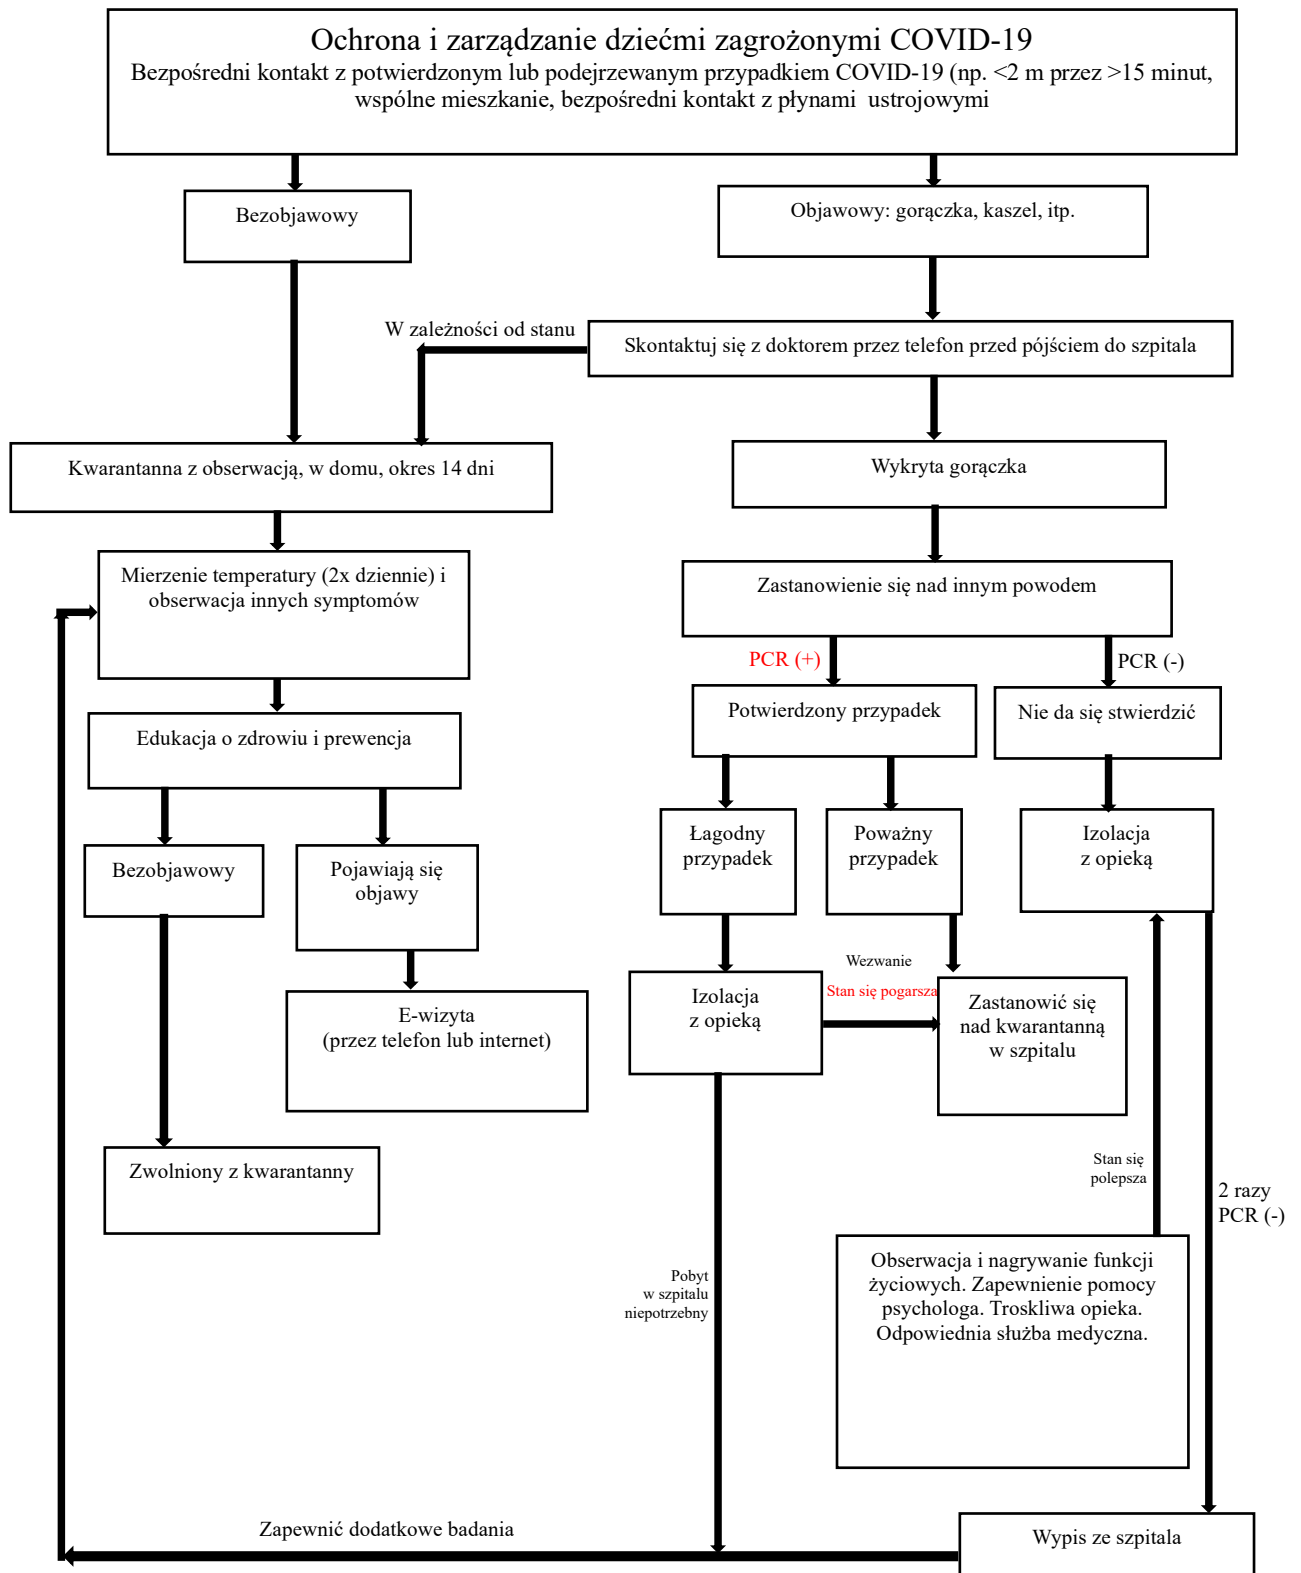 Ochrona i zarządzanie dziećmi zagrożonymi COVID-19
Bezpośredni kontakt z potwierdzonym lub podejrzewanym przypadkiem COVID-19 (np. <2 m przez >15 minut,
wspólne mieszkanie, bezpośredni kontakt z płynami ustrojowymi
Bezobjawowy
Objawowy: gorączka, kaszel, itp.
W zależności od stanu
Skontaktuj się z doktorem przez telefon przed pójściem do szpitala
Kwarantanna z obserwacją, w domu, okres 14 dni
Wykryta gorączka
Mierzenie temperatury (2x dziennie) i
obserwacja innych symptomów
Zastanowienie się nad innym powodem
PCR (+)
PCR (-)
Potwierdzony przypadek
Nie da się stwierdzić
Edukacja o zdrowiu i prewencja
Łagodny
przypadek
Poważny
przypadek
Izolacja
z opieką
Bezobjawowy
Pojawiają się
objawy
Wezwanie
Stan się pogarsza
Izolacja
z opieką
Zastanowić się
nad kwarantanną
w szpitalu
E-wizyta
(przez telefon lub internet)
Zwolniony z kwarantanny
Stan się
polepsza
2 razy
PCR (-)
Obserwacja i nagrywanie funkcji
życiowych. Zapewnienie pomocy
psychologa. Troskliwa opieka.
Odpowiednia służba medyczna.
Pobyt
w szpitalu
niepotrzebny
Zapewnić dodatkowe badania
Wypis ze szpitala